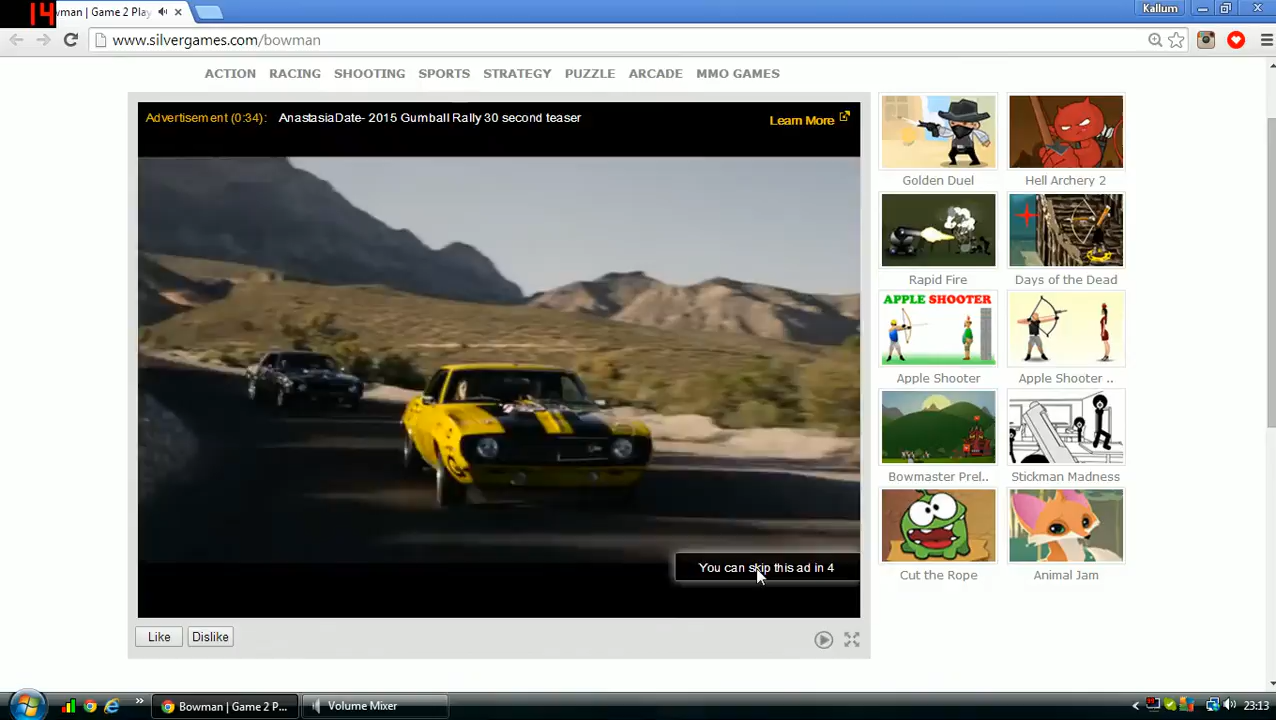 14
wman | Game 2 Play
Kallum
www.silvergames.com/bowman
ACTION RACING SHOOTING SPORTS STRATEGY PUZZLE ARCADE MMO GAMES
Advertisement (0:34): AnastasiaDate- 2015 Gumball Rally 30 second teaser
Learn More
Golden Duel
Hell Archery 2
Rapid Fire
Days of the Dead
APPLE SHOOTER
Apple Shooter
Apple Shooter ..
Bowmaster Prel..
Stickman Madness
Cut the Rope
Animal Jam
You can skip this ad in 4
Like
Dislike
Bowman | Game 2 P...
Volume Mixer
23:13